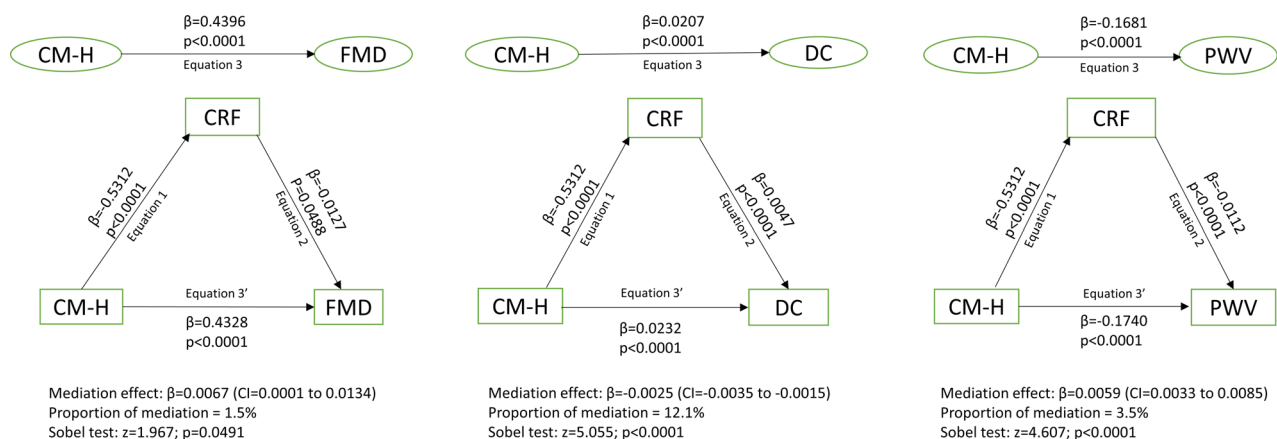 β=0.4396
p<0.0001
CM-H
FMD
Equation 3
CRF
β=-0.5312
p<0.0001
Equation 1
β=-0.0127
P=0.0488
Equation 2
CM-H
Equation 3′
FMD
β=0.4328
p<0.0001
Mediation effect: β=0.0067 (CI=0.0001 to 0.0134)
Proportion of mediation = 1.5%
Sobel test: z=1.967; p=0.0491
β=0.0207
p<0.0001
CM-H
DC
Equation 3
CRF
β=-0.5312
p<0.0001
Equation 1
β=0.0047
p<0.0001
Equation 2
CM-H
Equation 3′
DC
β=0.0232
p<0.0001
Mediation effect: β=-0.0025 (CI=-0.0035 to -0.0015)
Proportion of mediation = 12.1%
Sobel test: z=5.055; p<0.0001
β=-0.1681
p<0.0001
CM-H
PWV
Equation 3
CRF
β=-0.5312
p<0.0001
Equation 1
β=-0.0112
p<0.0001
Equation 2
CM-H
Equation 3′
PWV
β=-0.1740
p<0.0001
Mediation effect: β=0.0059 (CI=0.0033 to 0.0085)
Proportion of mediation = 3.5%
Sobel test: z=4.607; p<0.0001